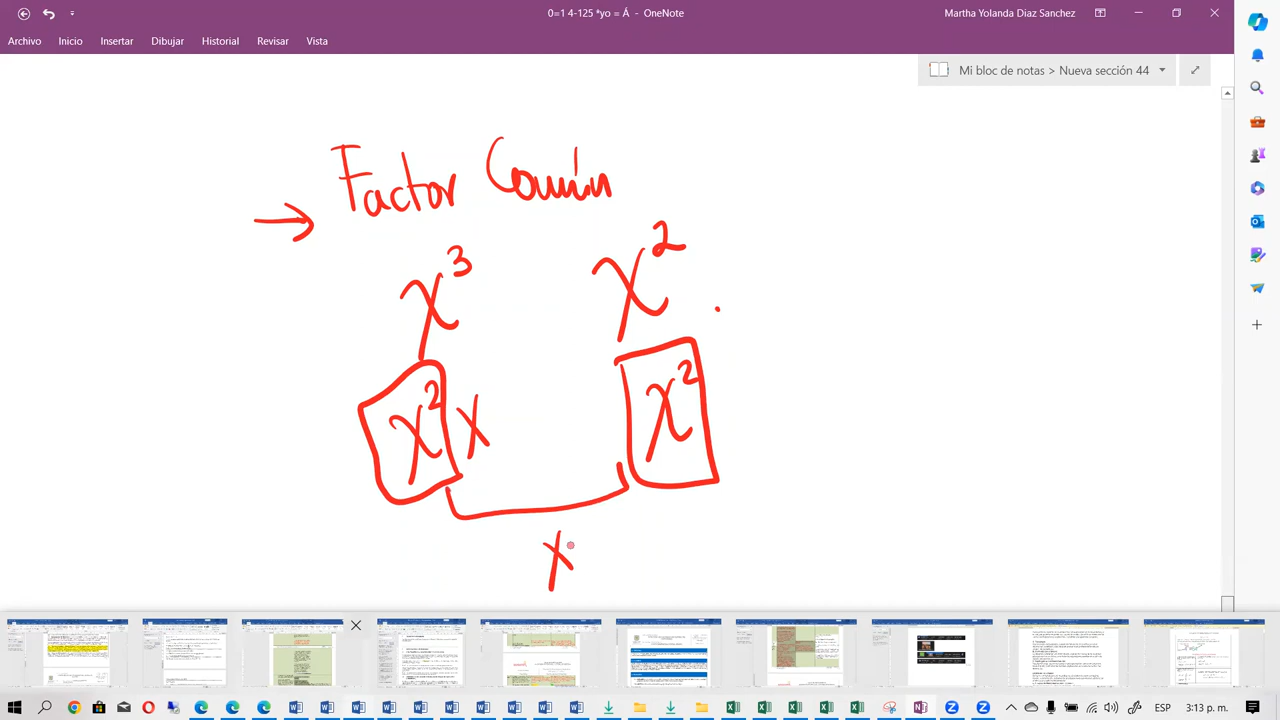 0=1 4-125 *yo = Á - OneNote
Martha Yolanda Diaz Sanchez
Archivo Inicio Insertar Dibujar Historial Revisar Vista
Mi bloc de notas > Nueva sección 44
→ Factor Común
x³ x²
x² x x²
x
ESP 3:13 p. m.